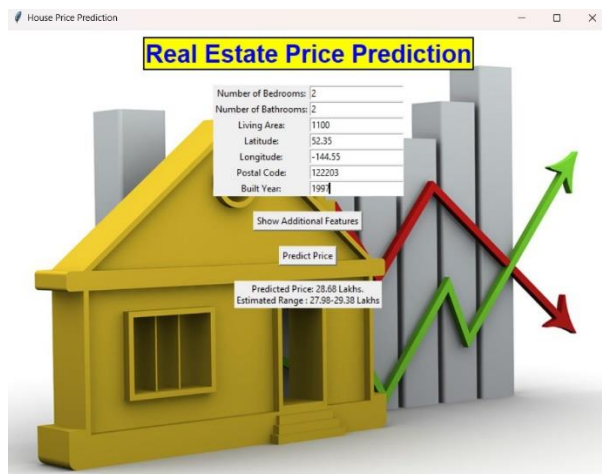 House Price Prediction
Real Estate Price Prediction
Number of Bedrooms: 2
Number of Bathrooms: 2
Living Area: 1100
Latitude: 52.35
Longitude: -144.55
Postal Code: 122203
Built Year: 1997
Show Additional Features
Predict Price
Predicted Price: 28.68 Lakhs.
Estimated Range : 27.98-29.38 Lakhs